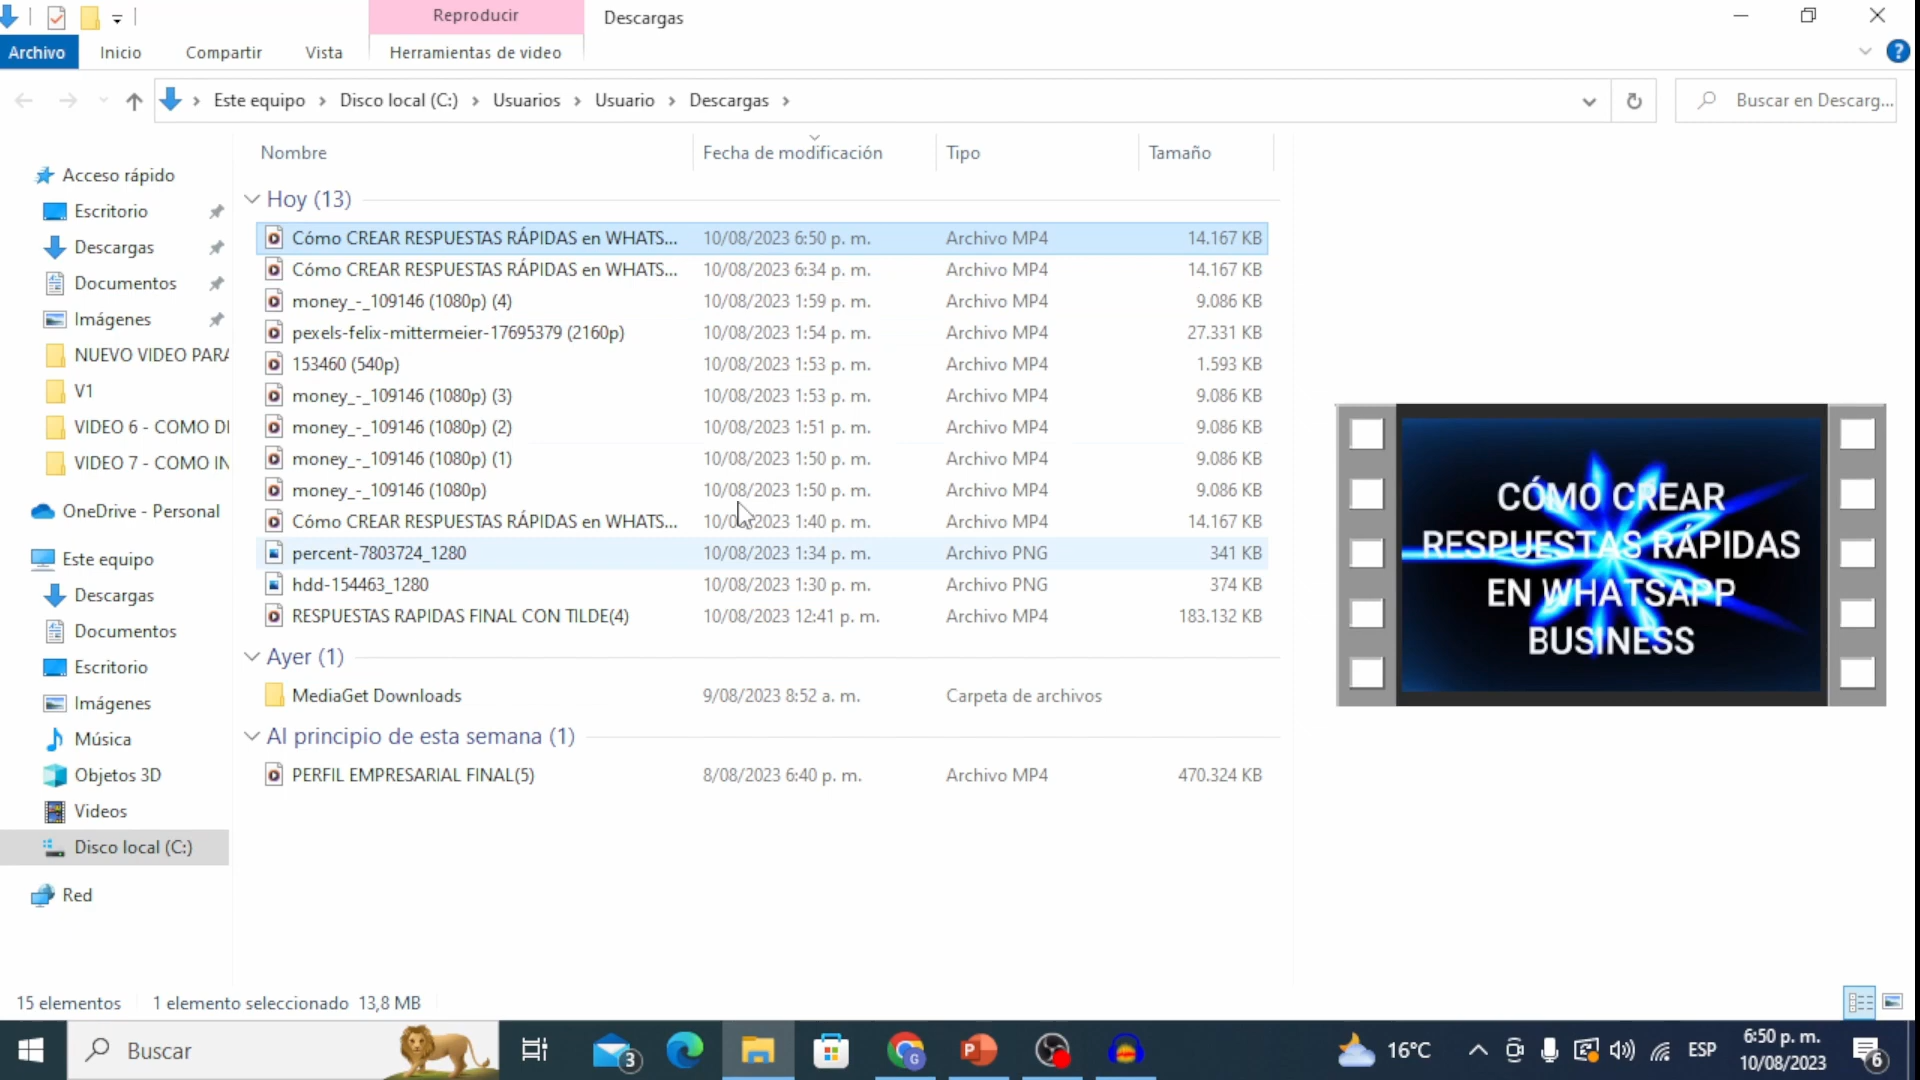 Reproducir
Descargas
Archivo
Inicio
Compartir
Vista
Herramientas de video
Este equipo
Disco local (C:)
Usuarios
Usuario
Descargas
Buscar en Descarg...
Nombre
Fecha de modificación
Tipo
Tamaño
Acceso rápido
Escritorio
Descargas
Documentos
Imágenes
NUEVO VIDEO PARA
V1
VIDEO 6 - COMO DE
VIDEO 7 - COMO IN
OneDrive - Personal
Este equipo
Descargas
Documentos
Escritorio
Imágenes
Música
Objetos 3D
Videos
Disco local (C:)
Red
Hoy (13)
Cómo CREAR RESPUESTAS RÁPIDAS en WHATS... 10/08/2023 6:50 p. m. Archivo MP4 14.167 KB
Cómo CREAR RESPUESTAS RÁPIDAS en WHATS... 10/08/2023 6:34 p. m. Archivo MP4 14.167 KB
money_-_109146 (1080p) (4) 10/08/2023 1:59 p. m. Archivo MP4 9.086 KB
pexels-felix-mittermeier-17695379 (2160p) 10/08/2023 1:54 p. m. Archivo MP4 27.331 KB
153460 (540p) 10/08/2023 1:53 p. m. Archivo MP4 1.593 KB
money_-_109146 (1080p) (3) 10/08/2023 1:53 p. m. Archivo MP4 9.086 KB
money_-_109146 (1080p) (2) 10/08/2023 1:51 p. m. Archivo MP4 9.086 KB
money_-_109146 (1080p) (1) 10/08/2023 1:50 p. m. Archivo MP4 9.086 KB
money_-_109146 (1080p) 10/08/2023 1:50 p. m. Archivo MP4 9.086 KB
Cómo CREAR RESPUESTAS RÁPIDAS en WHATS... 10/08/2023 1:40 p. m. Archivo MP4 14.167 KB
percent-7803724_1280 10/08/2023 1:34 p. m. Archivo PNG 341 KB
hdd-154463_1280 10/08/2023 1:30 p. m. Archivo PNG 374 KB
RESPUESTAS RAPIDAS FINAL CON TILDE(4) 10/08/2023 12:41 p. m. Archivo MP4 183.132 KB
Ayer (1)
MediaGet Downloads 9/08/2023 8:52 a. m. Carpeta de archivos
Al principio de esta semana (1)
PERFIL EMPRESARIAL FINAL(5) 8/08/2023 6:40 p. m. Archivo MP4 470.324 KB
CÓMO CREAR
RESPUESTAS RÁPIDAS
EN WHATSAPP
BUSINESS
15 elementos
1 elemento seleccionado 13,8 MB
Buscar
3
G
P
16°C
ESP
6:50 p. m.
10/08/2023
6